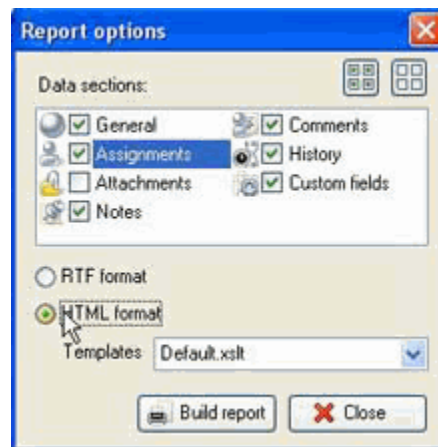 Report options
Data sections:
General
Comments
Assignments
History
Attachments
Custom fields
Notes
RTF format
HTML format
Templates Default.xslt
Build report Close